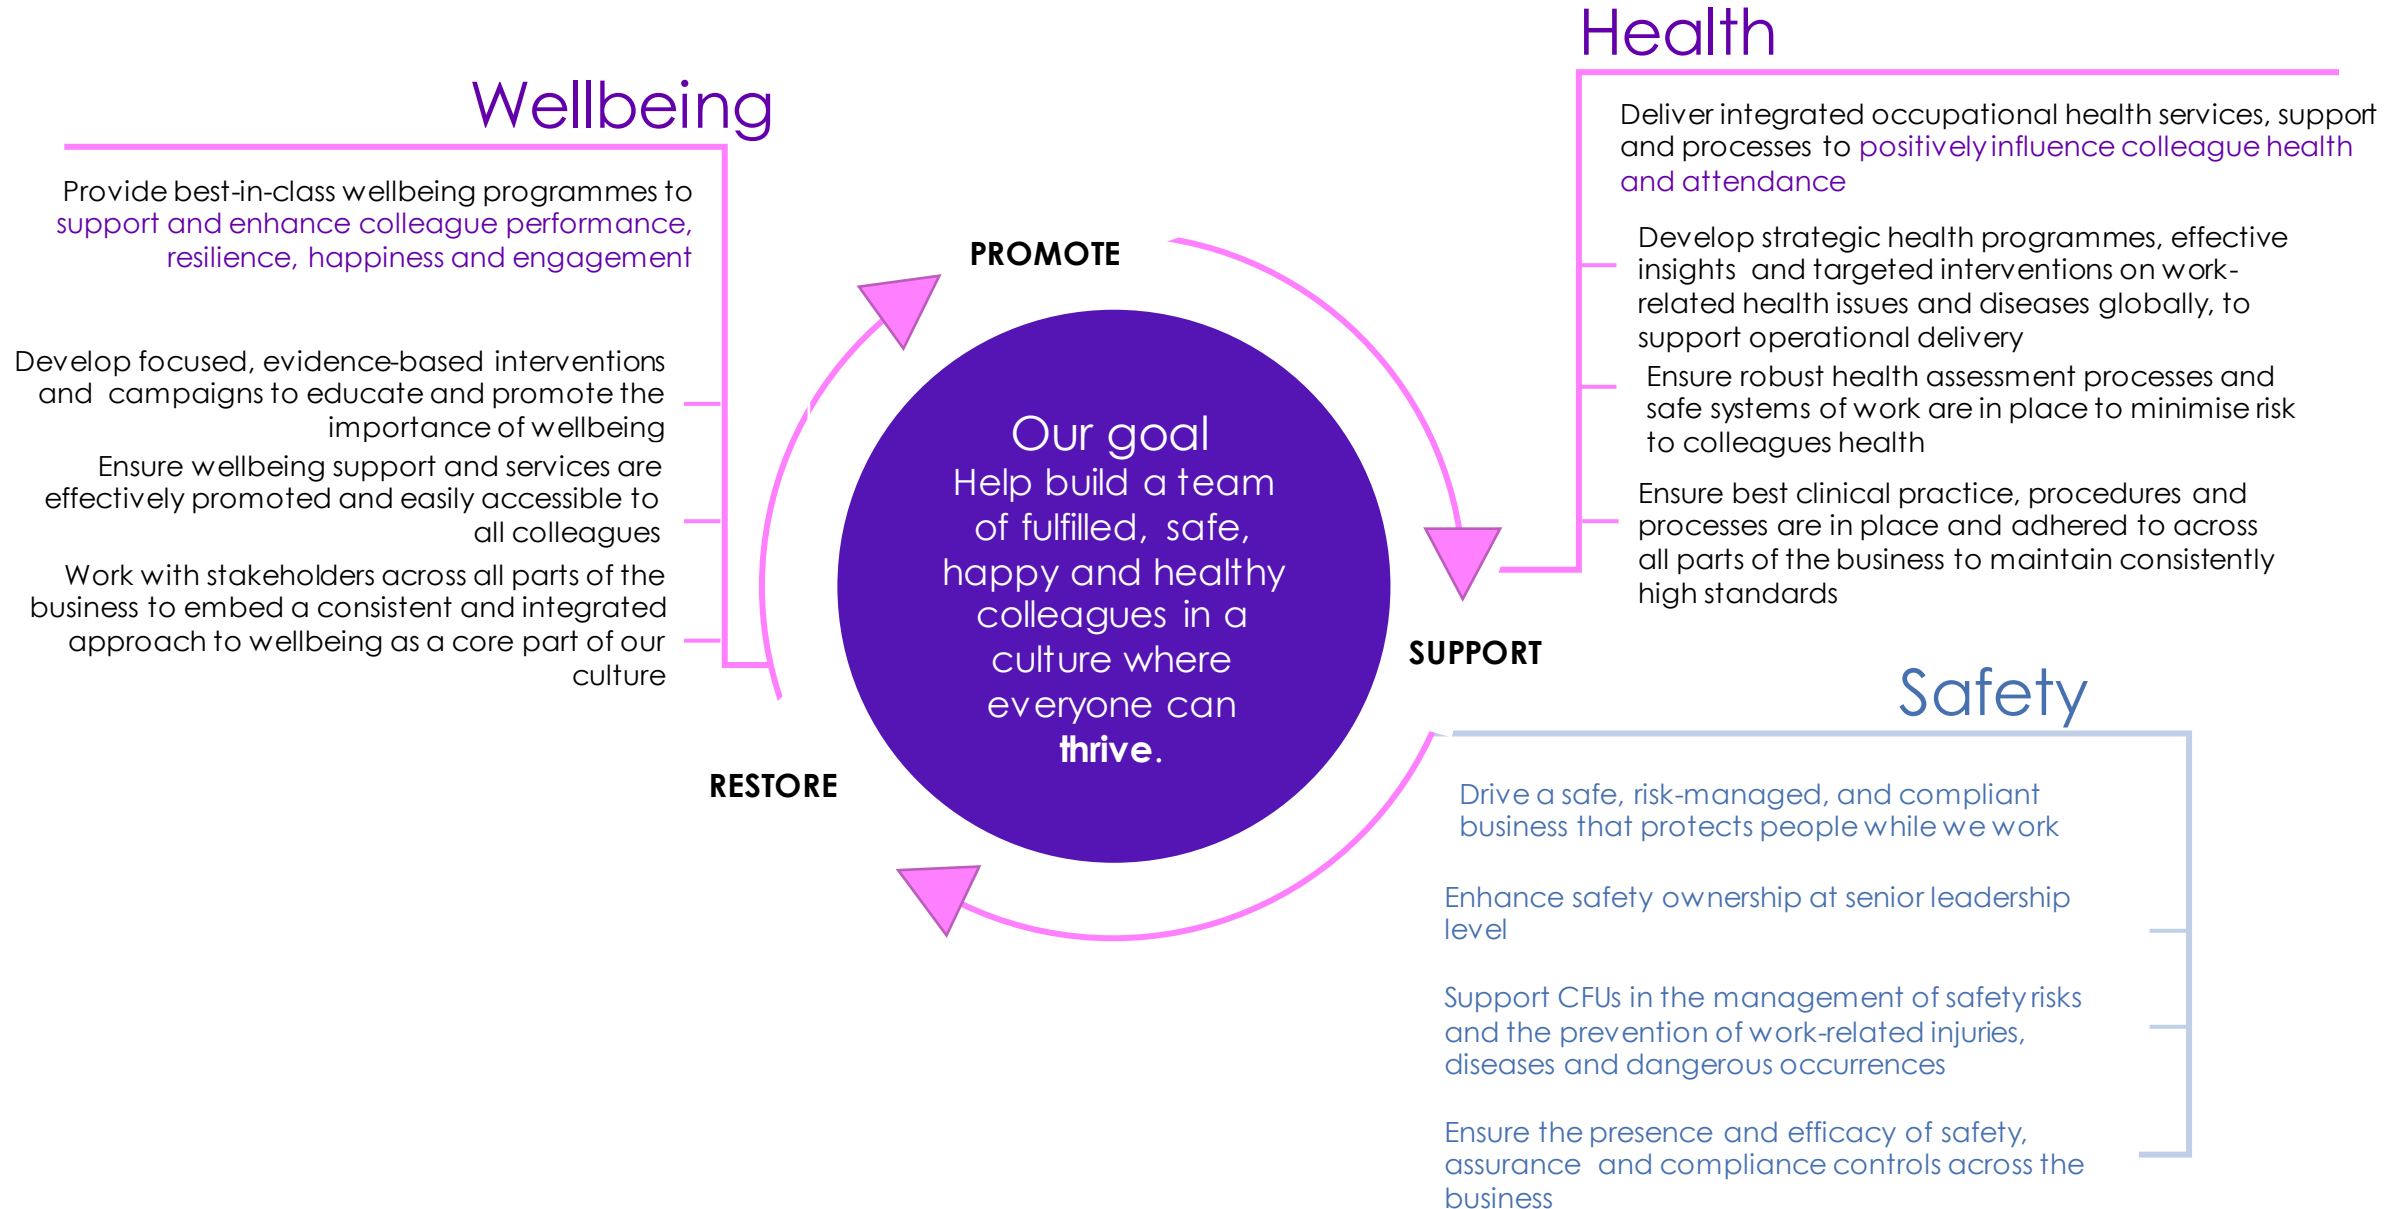 Wellbeing
Provide best-in-class wellbeing programmes to
support and enhance colleague performance,
resilience, happiness and engagement
Develop focused, evidence-based interventions
and campaigns to educate and promote the
importance of wellbeing
Ensure wellbeing support and services are
effectively promoted and easily accessible to
all colleagues
Work with stakeholders across all parts of the
business to embed a consistent and integrated
approach to wellbeing as a core part of our
culture
PROMOTE
Our goal
Help build a team
of fulfilled, safe,
happy and healthy
colleagues in a
culture where
everyone can
thrive.
SUPPORT
RESTORE
Health
Deliver integrated occupational health services, support
and processes to positively influence colleague health
and attendance
Develop strategic health programmes, effective
insights and targeted interventions on work-
related health issues and diseases globally, to
support operational delivery
Ensure robust health assessment processes and
safe systems of work are in place to minimise risk
to colleagues health
Ensure best clinical practice, procedures and
processes are in place and adhered to across
all parts of the business to maintain consistently
high standards
Safety
Drive a safe, risk-managed, and compliant
business that protects people while we work
Enhance safety ownership at senior leadership
level
Support CFUs in the management of safety risks
and the prevention of work-related injuries,
diseases and dangerous occurrences
Ensure the presence and efficacy of safety,
assurance and compliance controls across the
business